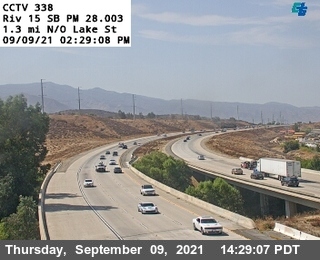 CCTV 338
Riv 15 SB PM 28.003
1.3 mi N/O Lake St
09/09/21 02:29:08 PM
Thursday, September 09, 2021 14:29:07 PDT